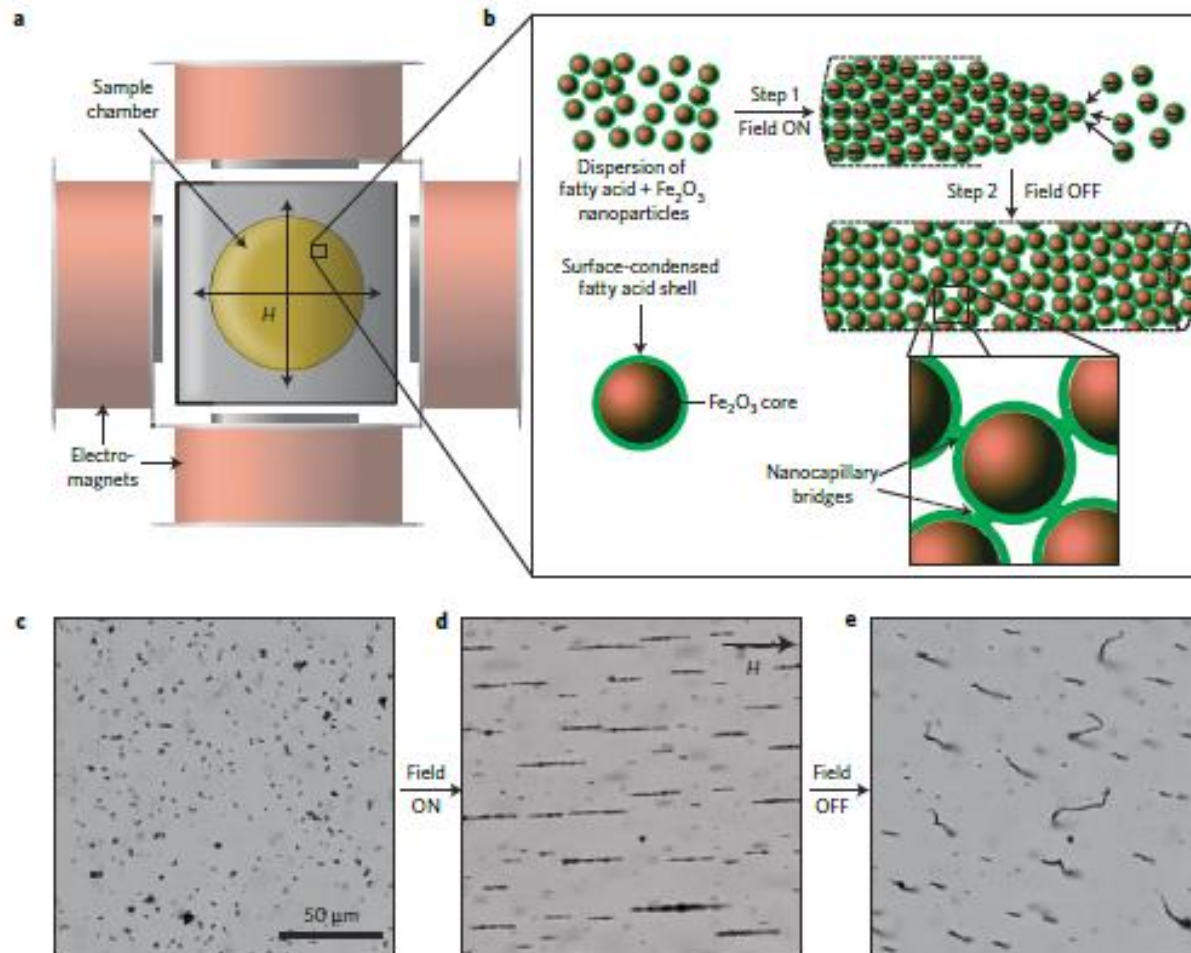 a
Sample
chamber
H
Electro-
magnets
b
Dispersion of
fatty acid + Fe₂O₃
nanoparticles
Step 1
Field ON
Step 2
Field OFF
Surface-condensed
fatty acid shell
Fe₂O₃ core
Nanocapillary
bridges
c
50 µm
Field
ON
d
H
Field
OFF
e